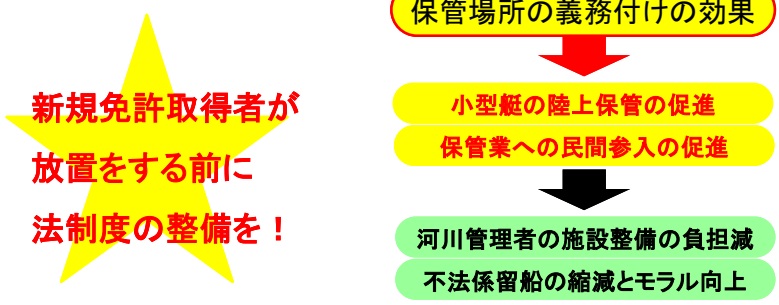 新規免許取得者が
放置をする前に
法制度の整備を！
保管場所の義務付けの効果
小型艇の陸上保管の促進
保管業への民間参入の促進
河川管理者の施設整備の負担減
不法係留船の縮減とモラル向上